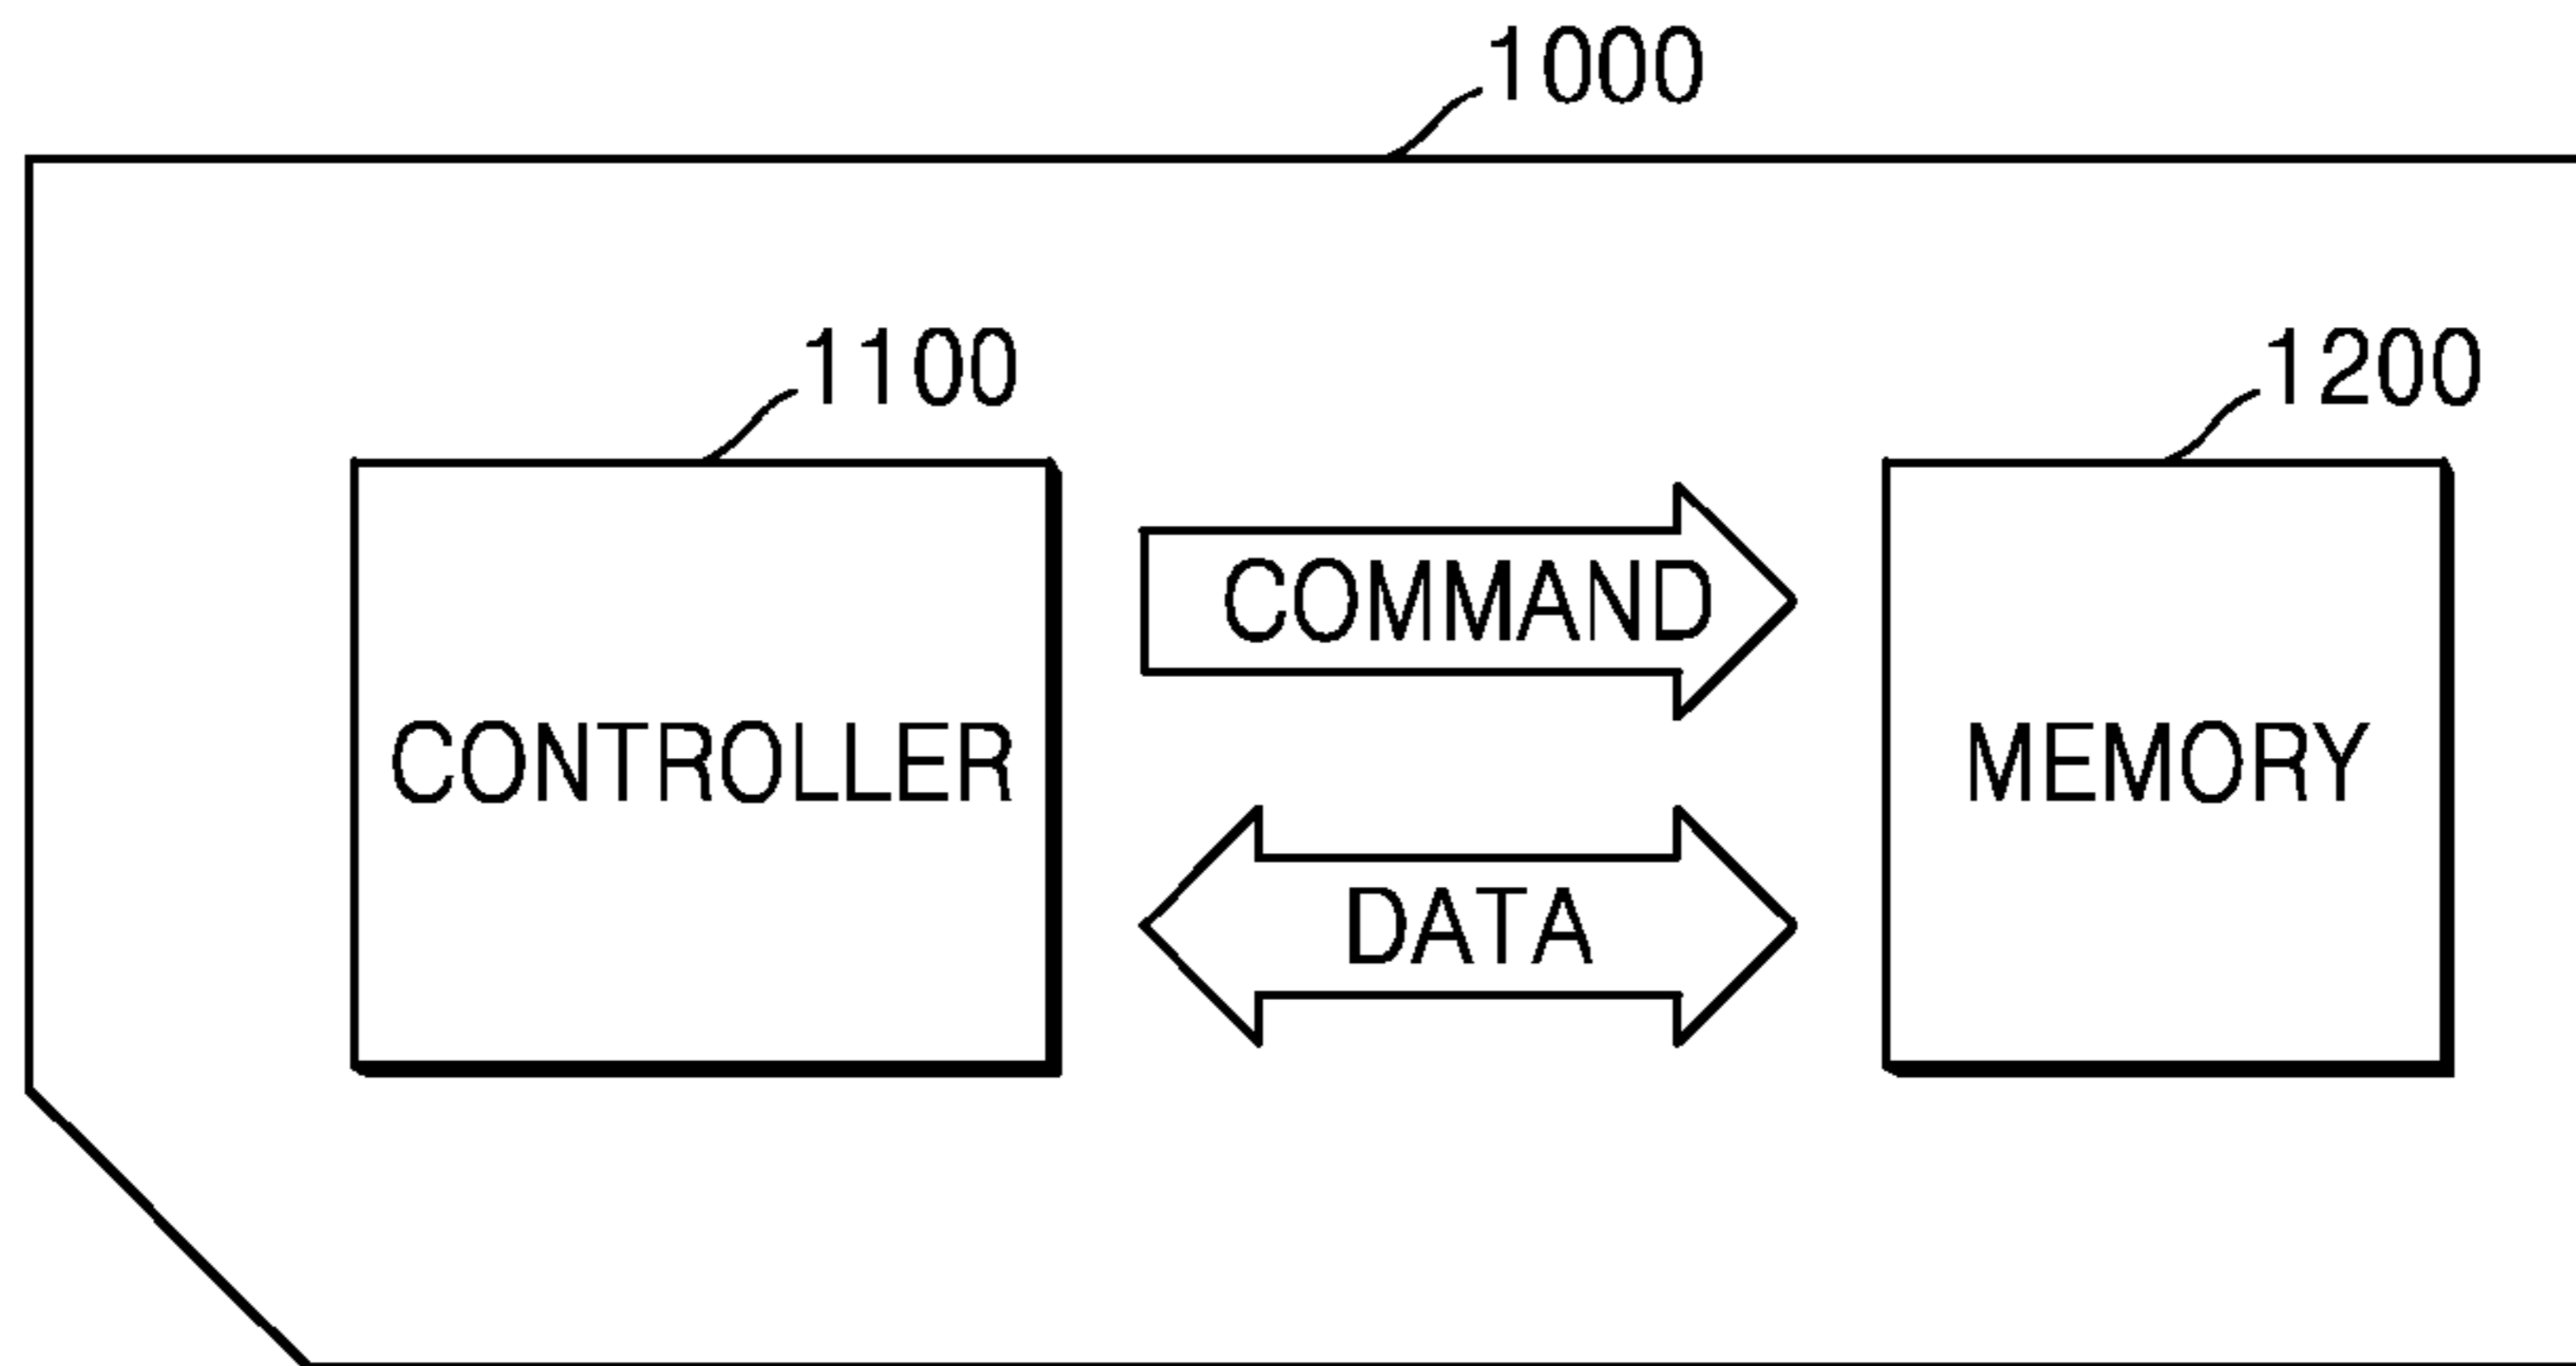 1000
1100
1200
COMMAND
CONTROLLER
MEMORY
DATA